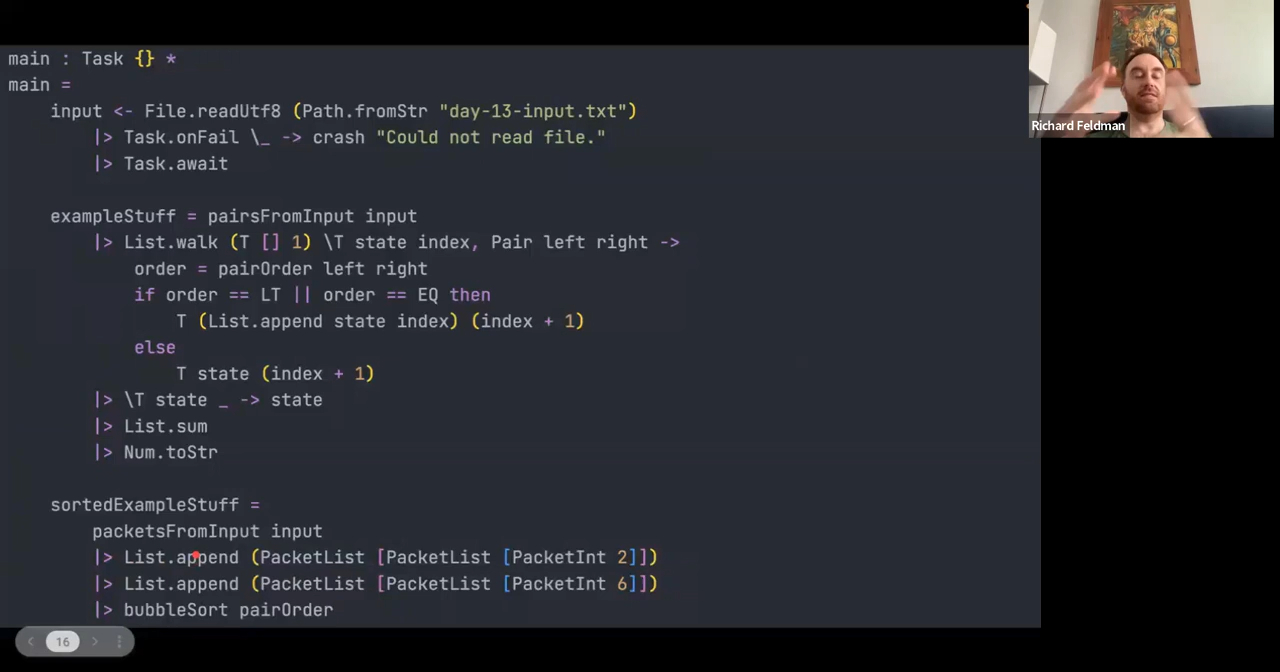 main : Task {} *
main =
input <- File.readUtf8 (Path.fromStr "day-13-input.txt")
|> Task.onFail \_ -> crash "Could not read file."
|> Task.await
exampleStuff = pairsFromInput input
|> List.walk (T [] 1) \T state index, Pair left right ->
order = pairOrder left right
if order == LT || order == EQ then
T (List.append state index) (index + 1)
else
T state (index + 1)
|> \T state _ -> state
|> List.sum
|> Num.toStr
sortedExampleStuff =
packetsFromInput input
|> List.append (PacketList [PacketList [PacketInt 2]])
|> List.append (PacketList [PacketList [PacketInt 6]])
|> bubbleSort pairOrder
16
Richard Feldman